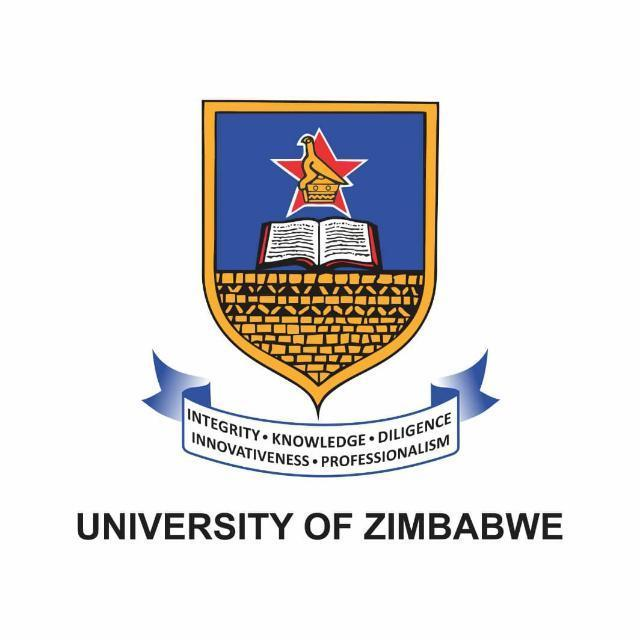 INTEGRITY • KNOWLEDGE • DILIGENCE
INNOVATIVENESS • PROFESSIONALISM
UNIVERSITY OF ZIMBABWE